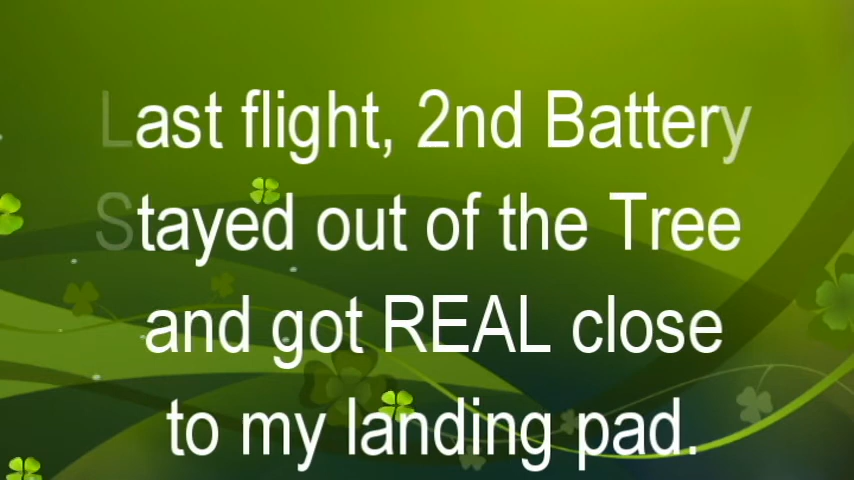 Last flight, 2nd Battery
Stayed out of the Tree
and got REAL close
to my landing pad.